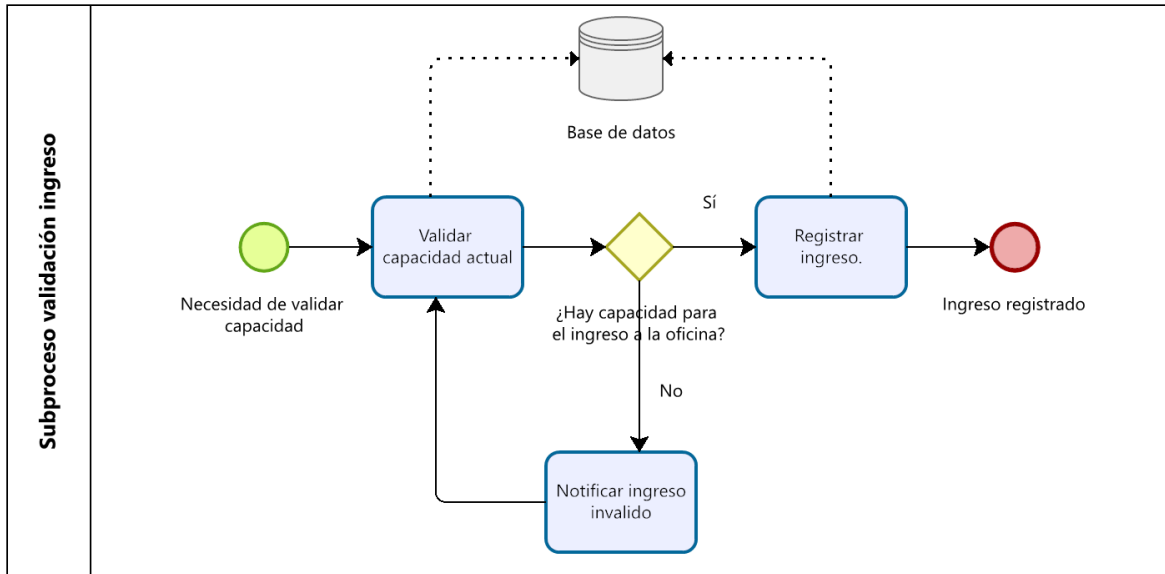 Subproceso validación ingreso
Base de datos
Necesidad de validar
capacidad
Validar
capacidad actual
¿Hay capacidad para
el ingreso a la oficina?
Sí
Registrar
ingreso.
Ingreso registrado
No
Notificar ingreso
invalido